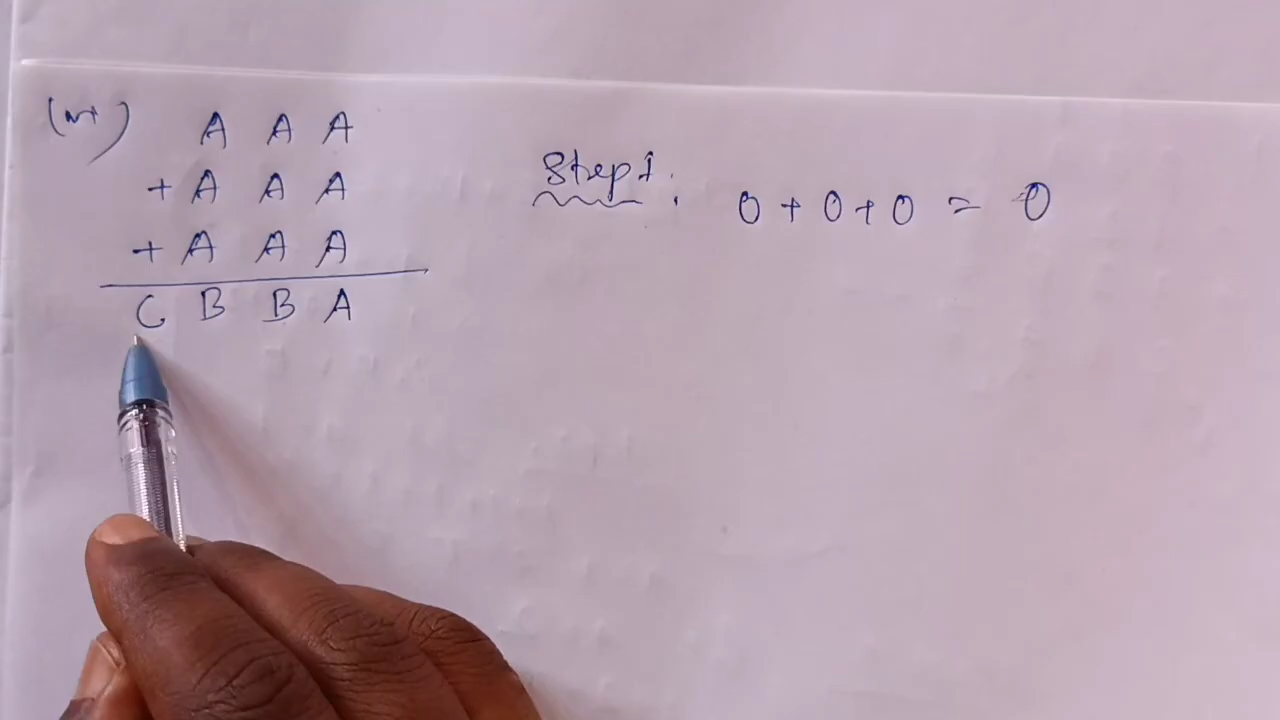 A A A
+ A A A
+ A A A
C B B A
Step 1:
0 + 0 + 0 = 0